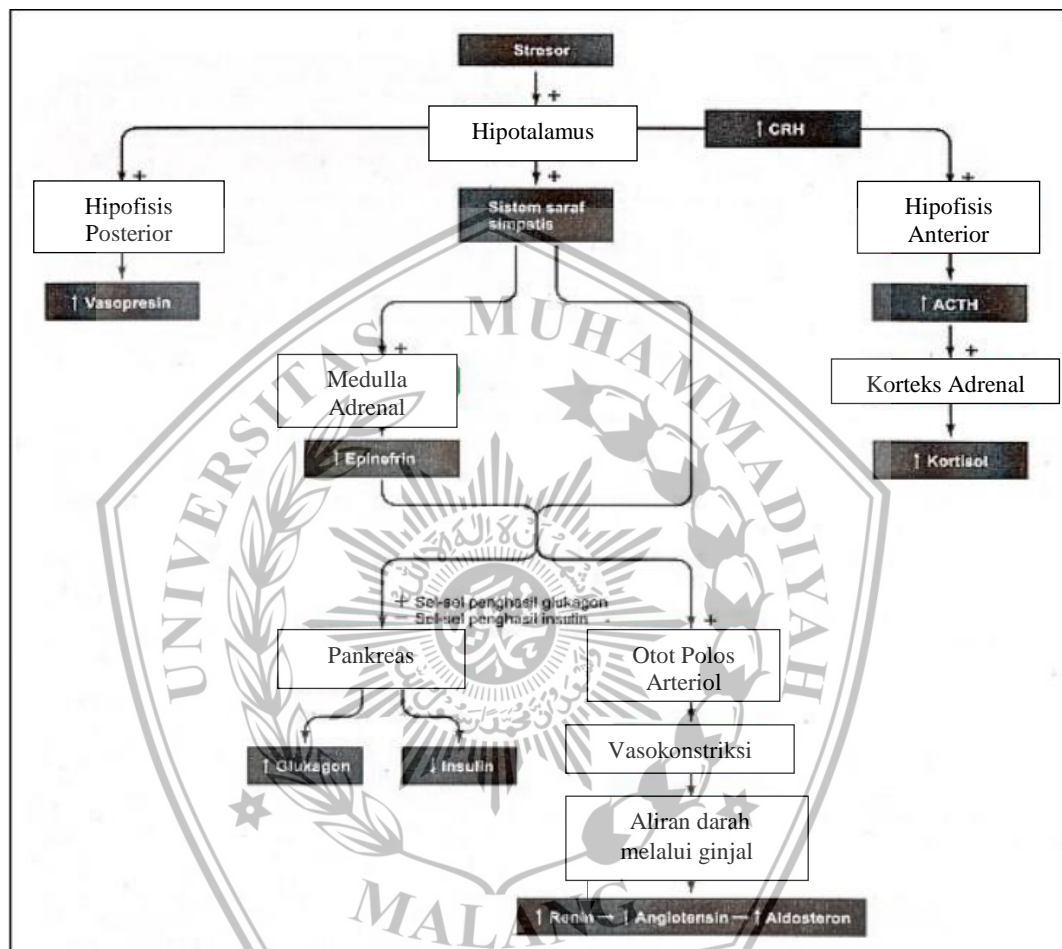 Stresor
+
Hipotalamus
↑ CRH
+
+
+
Hipofisis
Posterior
Sistem saraf
simpatis
Hipofisis
Anterior
↑ Vasopresin
↑ ACTH
+
+
Medulla
Adrenal
Korteks Adrenal
↑ Epinefrin
↑ Kortisol
+ Sel-sel penghasil glukagon
− Sel-sel penghasil insulin
+
Pankreas
Otot Polos
Arteriol
↑ Glukagon
↓ Insulin
Vasokonstriksi
Aliran darah
melalui ginjal
↑ Renin → Angiotensin — ↑ Aldosteron
UNIVERSITAS MUHAMMADIYAH
MALANG